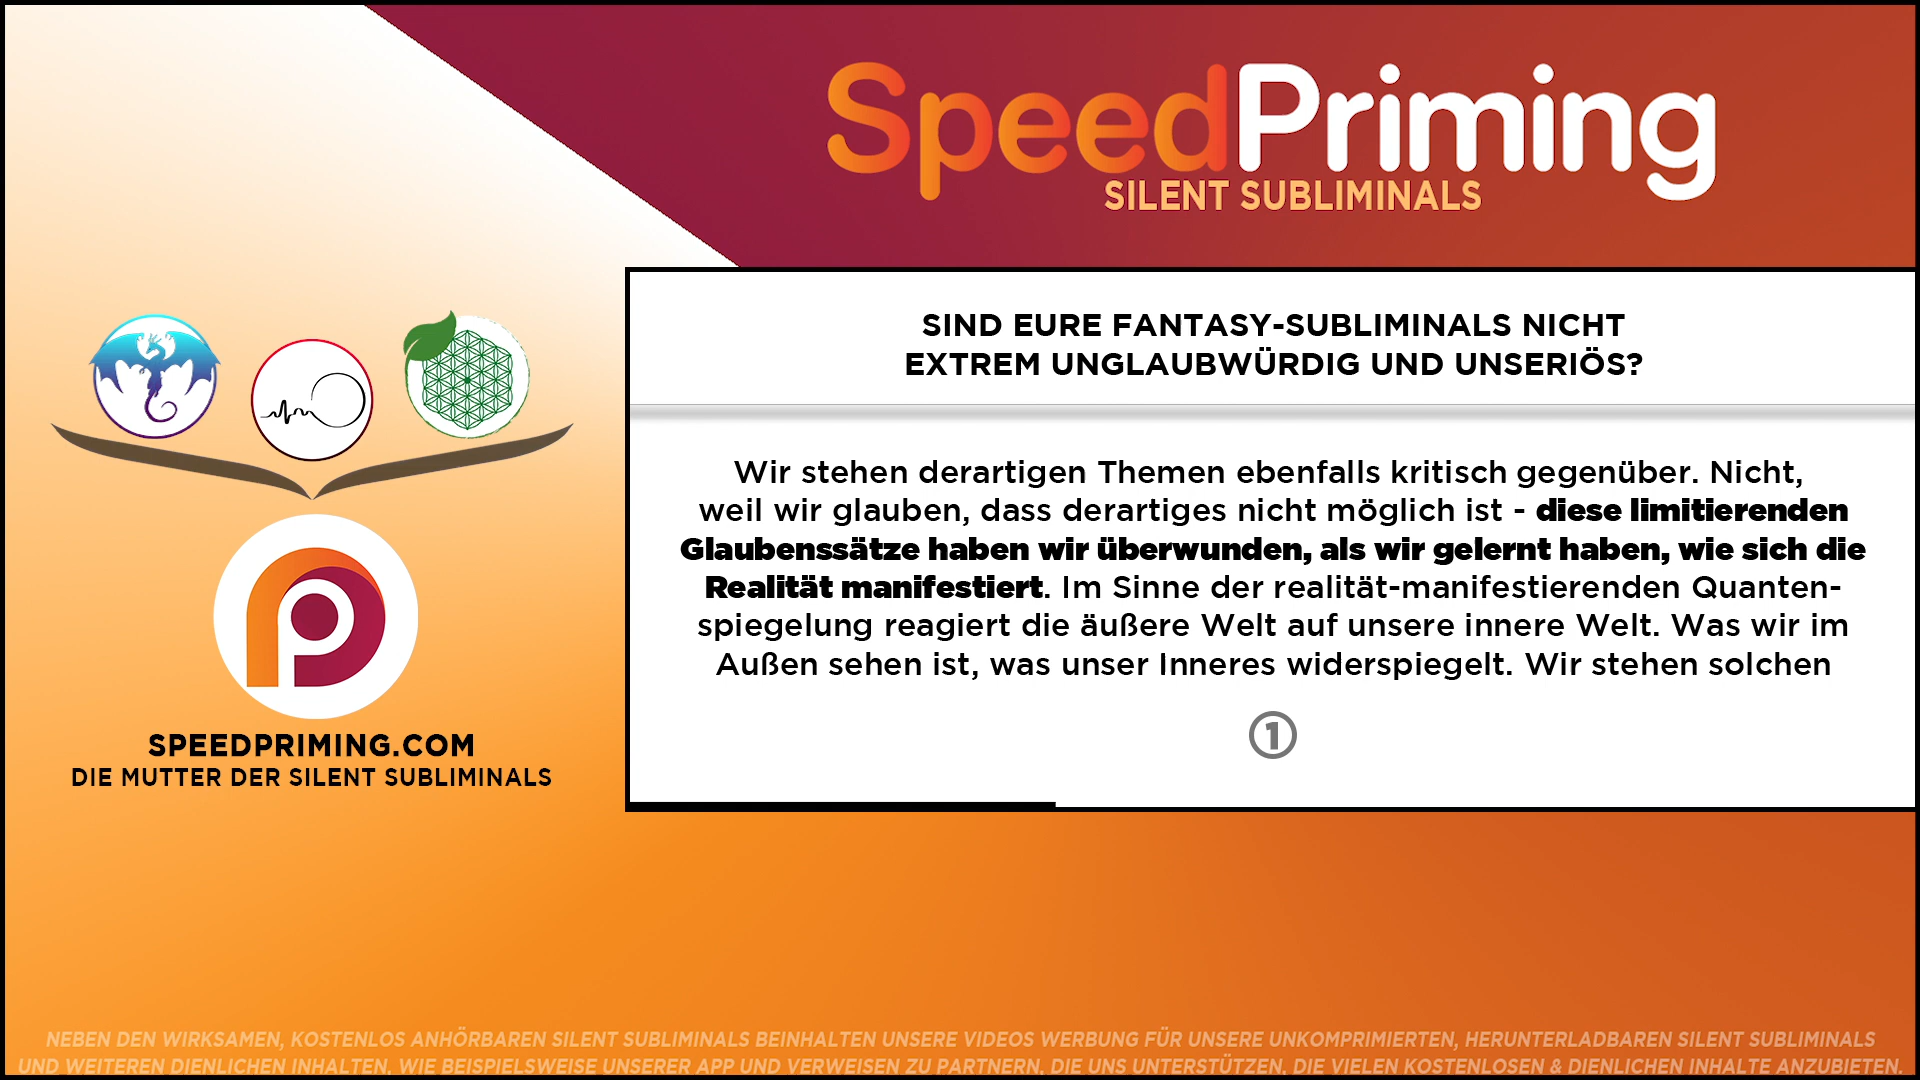 SpeedPriming
SILENT SUBLIMINALS
SIND EURE FANTASY-SUBLIMINALS NICHT
EXTREM UNGLAUBWÜRDIG UND UNSERIÖS?
Wir stehen derartigen Themen ebenfalls kritisch gegenüber. Nicht,
weil wir glauben, dass derartiges nicht möglich ist - diese limitierenden
Glaubenssätze haben wir überwunden, als wir gelernt haben, wie sich die
Realität manifestiert. Im Sinne der realität-manifestierenden Quanten-
spiegelung reagiert die äußere Welt auf unsere innere Welt. Was wir im
Außen sehen ist, was unser Inneres widerspiegelt. Wir stehen solchen
1
SPEEDPRIMING.COM
DIE MUTTER DER SILENT SUBLIMINALS
NEBEN DEN WIRKSAMEN, KOSTENLOS ANHÖRBAREN SILENT SUBLIMINALS BEINHALTEN UNSERE VIDEOS WERBUNG FÜR UNSERE UNKOMPRIMIERTEN, HERUNTERLADBAREN SILENT SUBLIMINALS
UND WEITEREN DIENLICHEN INHALTEN, WIE BEISPIELSWEISE UNSERER APP UND VERWEISEN ZU PARTNERN, DIE UNS UNTERSTÜTZEN, DIE VIELEN KOSTENLOSEN & DIENLICHEN INHALTE ANZUBIETEN.